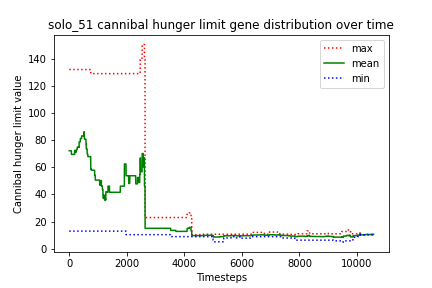 solo_51 cannibal hunger limit gene distribution over time
max
mean
min
Cannibal hunger limit value
140
120
100
80
60
40
20
0
0
2000
4000
6000
8000
10000
Timesteps